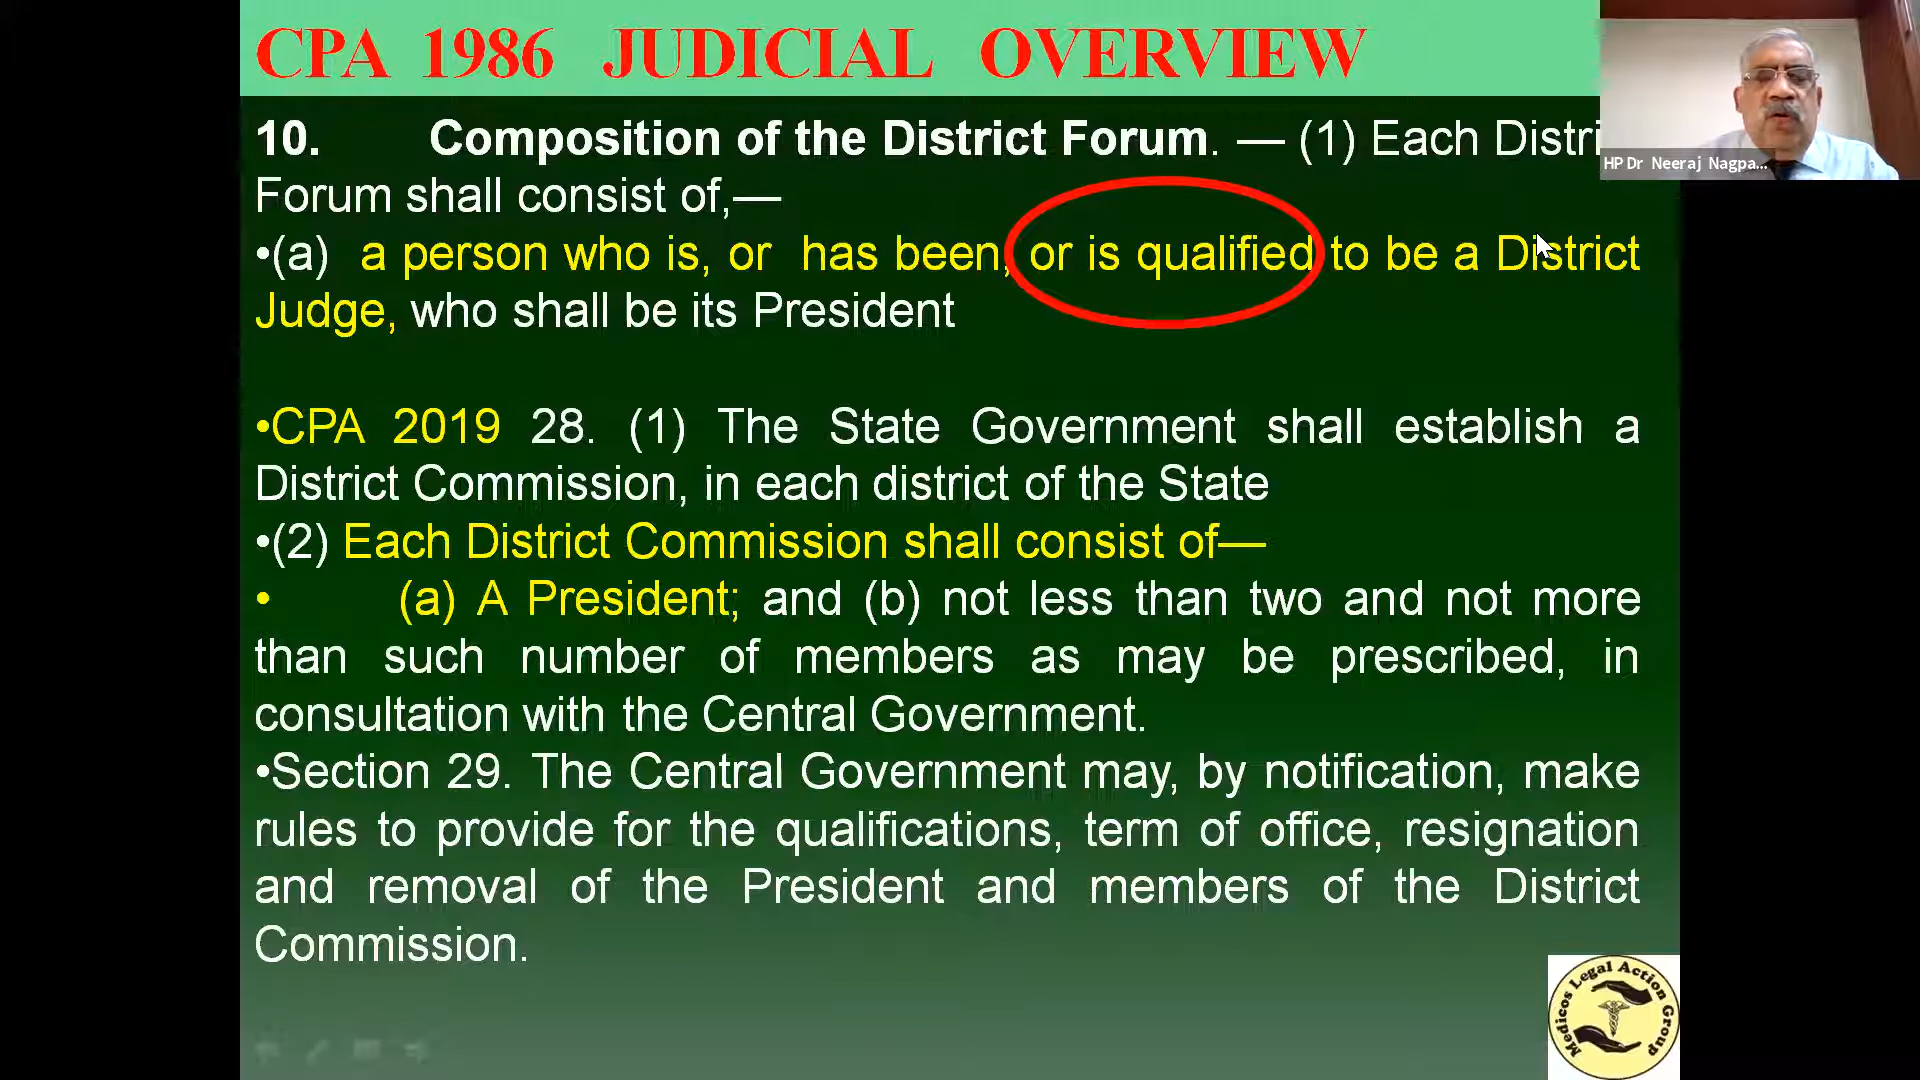 CPA 1986 JUDICIAL OVERVIEW
10. Composition of the District Forum. — (1) Each Distri
Forum shall consist of,—
•(a) a person who is, or has been, or is qualified to be a District
Judge, who shall be its President
•CPA 2019 28. (1) The State Government shall establish a
District Commission, in each district of the State
•(2) Each District Commission shall consist of—
• (a) A President; and (b) not less than two and not more
than such number of members as may be prescribed, in
consultation with the Central Government.
•Section 29. The Central Government may, by notification, make
rules to provide for the qualifications, term of office, resignation
and removal of the President and members of the District
Commission.
HP Dr Neeraj Nagpa...
Medicos Legal Action Group